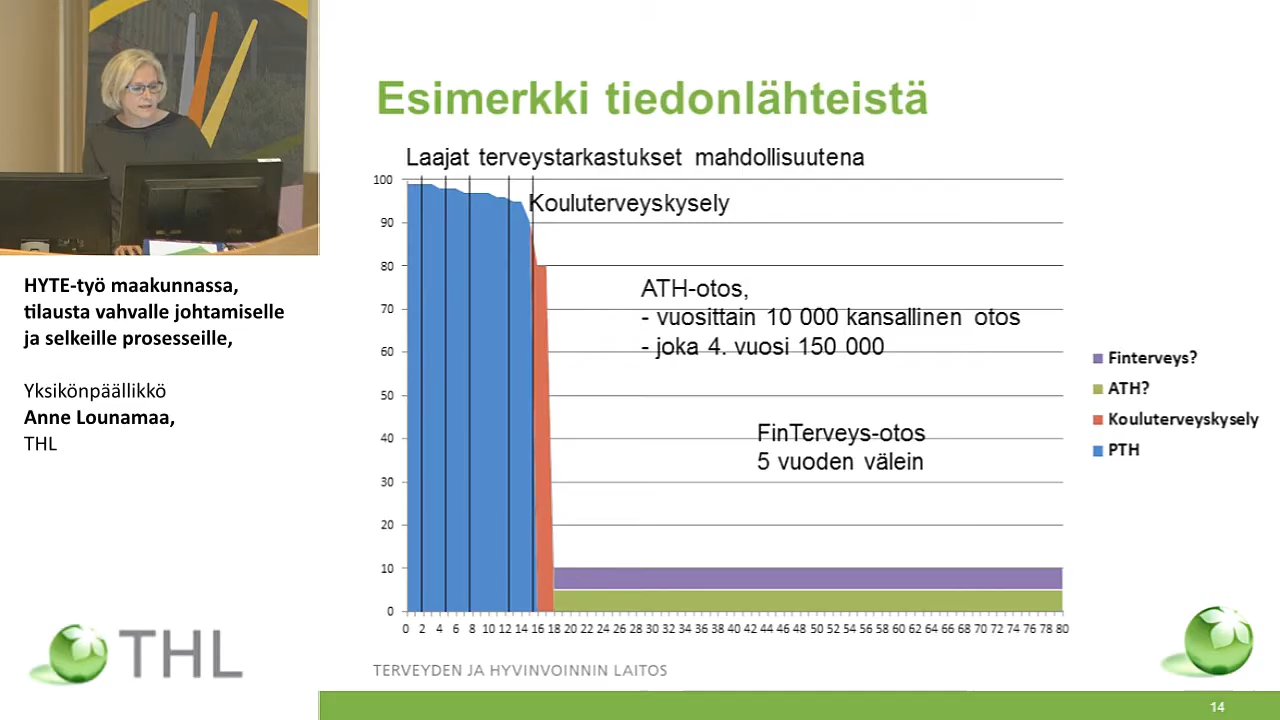 HYTE-työ maakunnassa,
tilausta vahvalle johtamiselle
ja selkeille prosesseille,
Yksikönpäällikkö
Anne Lounamaa,
THL
THL
Esimerkki tiedonlähteistä
Laajat terveystarkastukset mahdollisuutena
Kouluterveyskysely
ATH-otos,
- vuosittain 10 000 kansallinen otos
- joka 4. vuosi 150 000
FinTerveys-otos
5 vuoden välein
100
90
80
70
60
50
40
30
20
10
0
0 2 4 6 8 10 12 14 16 18 20 22 24 26 28 30 32 34 36 38 40 42 44 46 48 50 52 54 56 58 60 62 64 66 68 70 72 74 76 78 80
Finterveys?
ATH?
Kouluterveyskysely
PTH
TERVEYDEN JA HYVINVOINNIN LAITOS
14